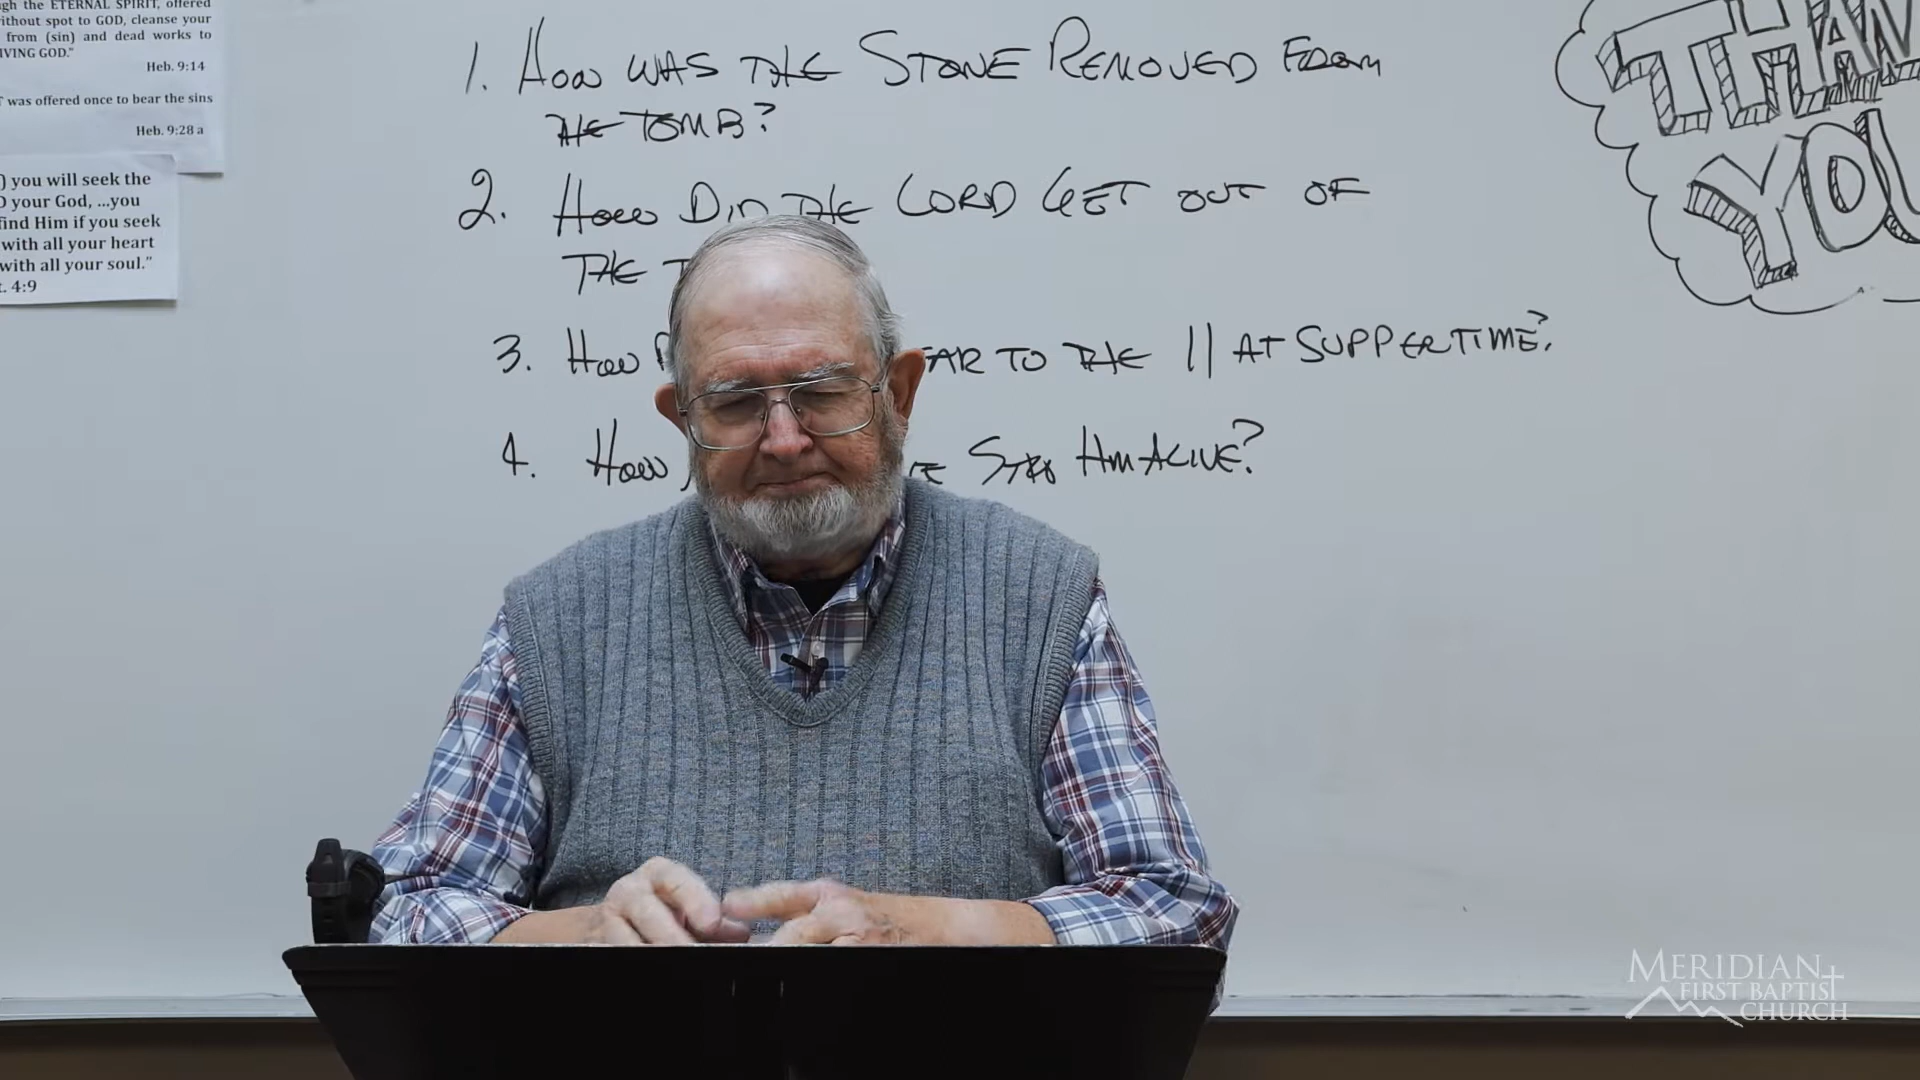 gh the ETERNAL SPIRIT, offered
ithout spot to GOD, cleanse your
from (sin) and dead works to
IVING GOD."
Heb. 9:14
was offered once to bear the sins
Heb. 9:28 a
) you will seek the
your God, ...you
find Him if you seek
with all your heart
with all your soul."
. 4:9
1. HOW WAS THE STONE REMOVED FROM
THE TOMB?
2. HOW DID THE LORD GET OUT OF
THE T
3. HOW AR TO THE 11 AT SUPPERTIME?
4. HOW HIM ALIVE?
THAN
YOU
MERIDIAN
FIRST BAPTIST
CHURCH